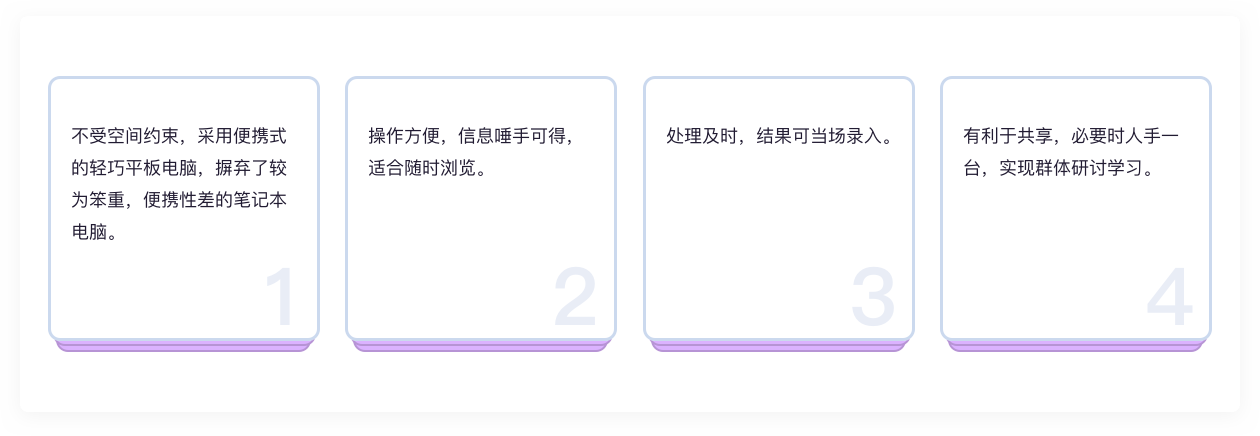 不受空间约束，采用便携式
的轻巧平板电脑，摒弃了较
为笨重，便携性差的笔记本
电脑。
1
操作方便，信息唾手可得，
适合随时浏览。
2
处理及时，结果可当场录入。
3
有利于共享，必要时人手一
台，实现群体研讨学习。
4